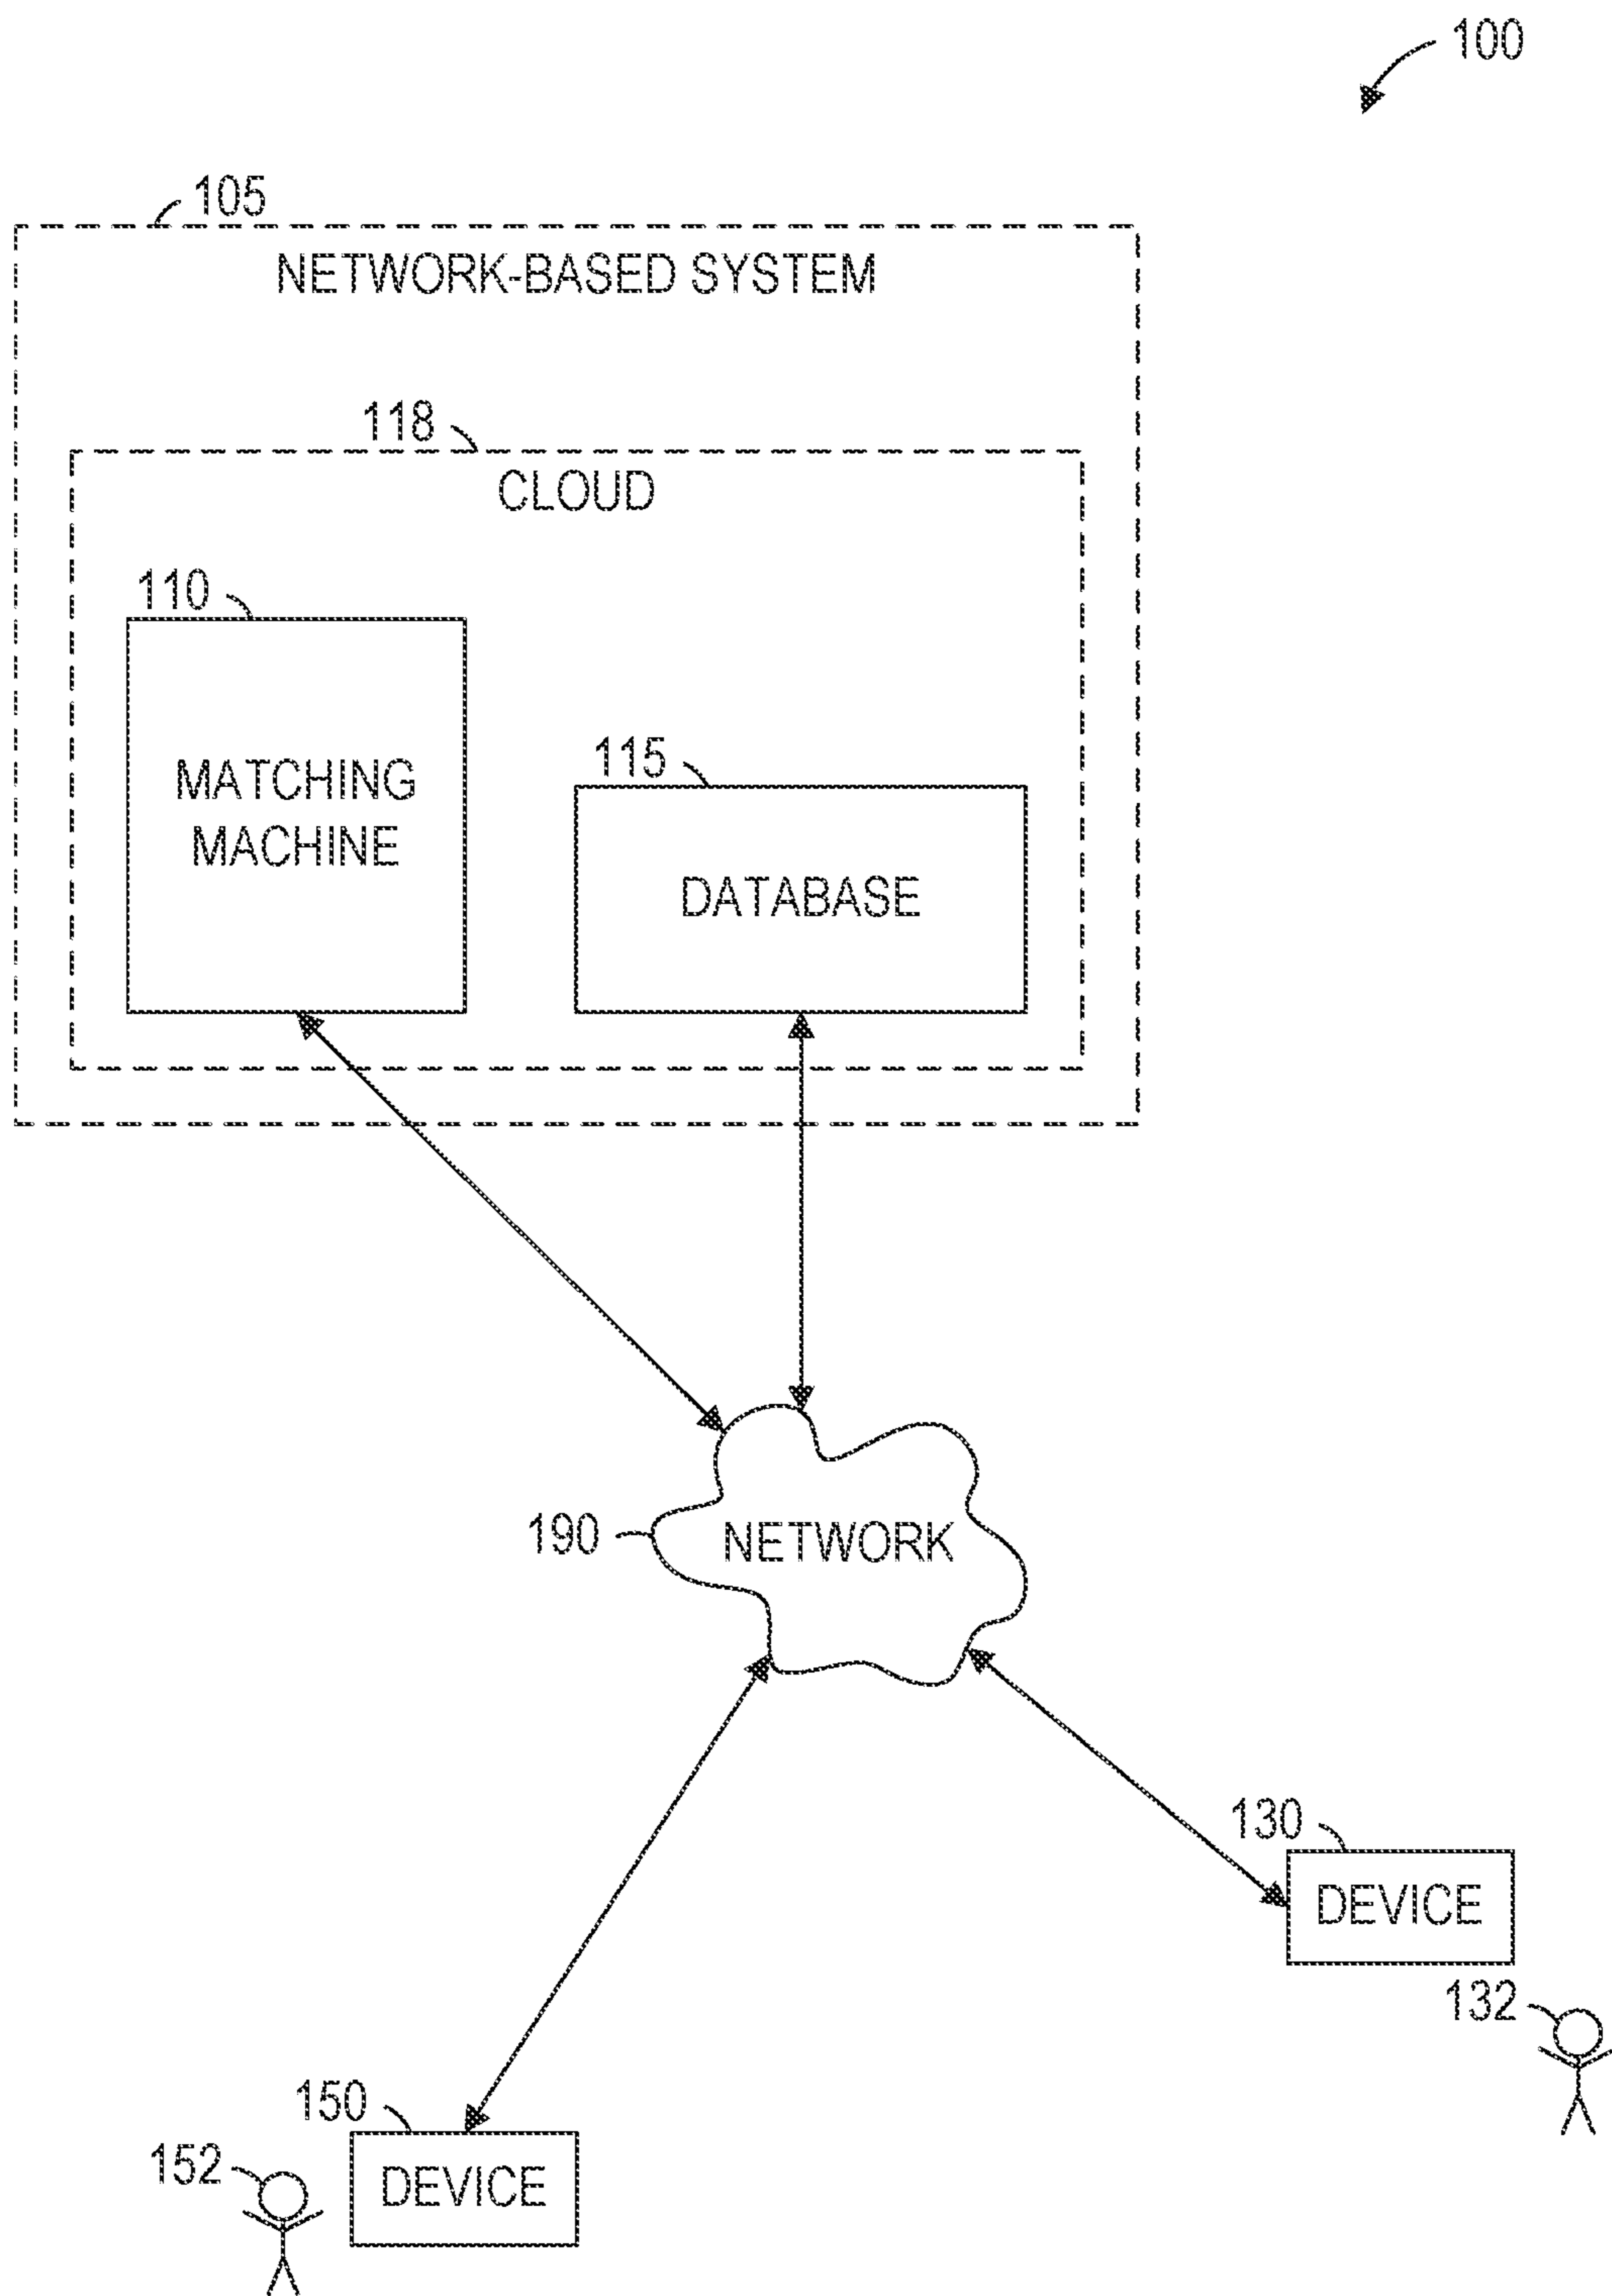 100
105
NETWORK-BASED SYSTEM
118
CLOUD
110
MATCHING
MACHINE
115
DATABASE
190
NETWORK
130
DEVICE
132
150
DEVICE
152